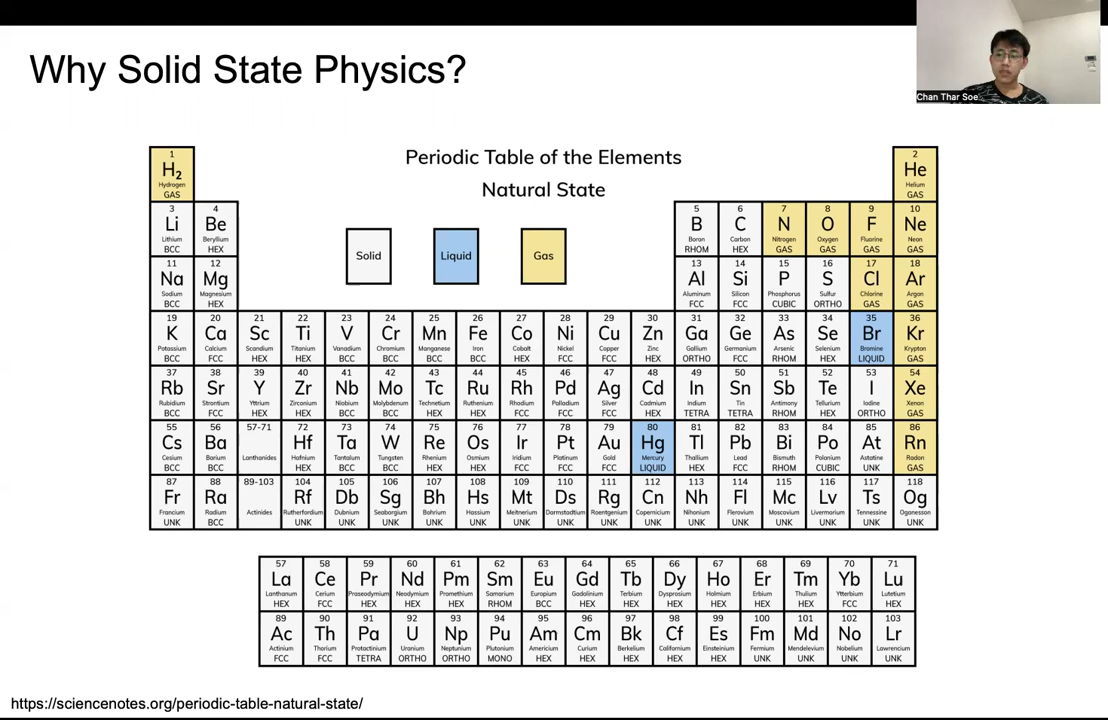 Why Solid State Physics?
Chan Thar Soe
Periodic Table of the Elements
Natural State
Solid Liquid Gas
1 2
H2 He
Hydrogen Helium
GAS GAS
3 4 5 6 7 8 9 10
Li Be B C N O F Ne
Lithium Beryllium Boron Carbon Nitrogen Oxygen Fluorine Neon
BCC HEX RHOM HEX GAS GAS GAS GAS
11 12 13 14 15 16 17 18
Na Mg Al Si P S Cl Ar
Sodium Magnesium Aluminum Silicon Phosphorus Sulfur Chlorine Argon
BCC HEX FCC FCC CUBIC ORTHO GAS GAS
19 20 21 22 23 24 25 26 27 28 29 30 31 32 33 34 35 36
K Ca Sc Ti V Cr Mn Fe Co Ni Cu Zn Ga Ge As Se Br Kr
Potassium Calcium Scandium Titanium Vanadium Chromium Manganese Iron Cobalt Nickel Copper Zinc Gallium Germanium Arsenic Selenium Bromine Krypton
BCC FCC HEX HEX BCC BCC BCC BCC HEX FCC FCC HEX ORTHO FCC RHOM HEX LIQUID GAS
37 38 39 40 41 42 43 44 45 46 47 48 49 50 51 52 53 54
Rb Sr Y Zr Nb Mo Tc Ru Rh Pd Ag Cd In Sn Sb Te I Xe
Rubidium Strontium Yttrium Zirconium Niobium Molybdenum Technetium Ruthenium Rhodium Palladium Silver Cadmium Indium Tin Antimony Tellurium Iodine Xenon
BCC FCC HEX HEX BCC BCC HEX HEX FCC FCC FCC HEX TETRA TETRA RHOM HEX ORTHO GAS
55 56 57-71 72 73 74 75 76 77 78 79 80 81 82 83 84 85 86
Cs Ba Hf Ta W Re Os Ir Pt Au Hg Tl Pb Bi Po At Rn
Cesium Barium Lanthanides Hafnium Tantalum Tungsten Rhenium Osmium Iridium Platinum Gold Mercury Thallium Lead Bismuth Polonium Astatine Radon
BCC BCC HEX BCC BCC HEX HEX FCC FCC FCC LIQUID HEX FCC RHOM CUBIC UNK GAS
87 88 89-103 104 105 106 107 108 109 110 111 112 113 114 115 116 117 118
Fr Ra Rf Db Sg Bh Hs Mt Ds Rg Cn Nh Fl Mc Lv Ts Og
Francium Radium Actinides Rutherfordium Dubnium Seaborgium Bohrium Hassium Meitnerium Darmstadtium Roentgenium Copernicium Nihonium Flerovium Moscovium Livermorium Tennessine Oganesson
UNK BCC UNK UNK UNK UNK UNK UNK UNK UNK UNK UNK UNK UNK UNK UNK UNK
57 58 59 60 61 62 63 64 65 66 67 68 69 70 71
La Ce Pr Nd Pm Sm Eu Gd Tb Dy Ho Er Tm Yb Lu
Lanthanum Cerium Praseodymium Neodymium Promethium Samarium Europium Gadolinium Terbium Dysprosium Holmium Erbium Thulium Ytterbium Lutetium
HEX FCC HEX HEX HEX RHOM BCC HEX HEX HEX HEX HEX HEX FCC HEX
89 90 91 92 93 94 95 96 97 98 99 100 101 102 103
Ac Th Pa U Np Pu Am Cm Bk Cf Es Fm Md No Lr
Actinium Thorium Protactinium Uranium Neptunium Plutonium Americium Curium Berkelium Californium Einsteinium Fermium Mendelevium Nobelium Lawrencium
FCC FCC TETRA ORTHO ORTHO MONO HEX HEX HEX HEX HEX UNK UNK UNK UNK
https://sciencenotes.org/periodic-table-natural-state/